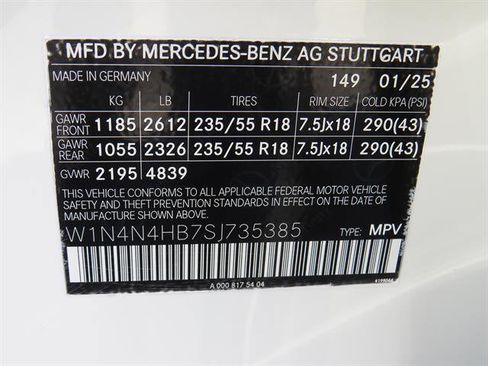 MFD BY MERCEDES-BENZ AG STUTTGART
MADE IN GERMANY 149 01/25
KG LB TIRES RIM SIZE COLD KPA (PSI)
GAWR FRONT 1185 2612 235/55 R18 7.5Jx18 290(43)
GAWR REAR 1055 2326 235/55 R18 7.5Jx18 290(43)
GVWR 2195 4839
THIS VEHICLE CONFORMS TO ALL APPLICABLE FEDERAL MOTOR VEHICLE
SAFETY AND THEFT PREVENTION STANDARDS IN EFFECT ON THE DATE OF
MANUFACTURE SHOWN ABOVE.
W1N4N4HB7SJ735385 TYPE: MPV
A 000 817 54 04